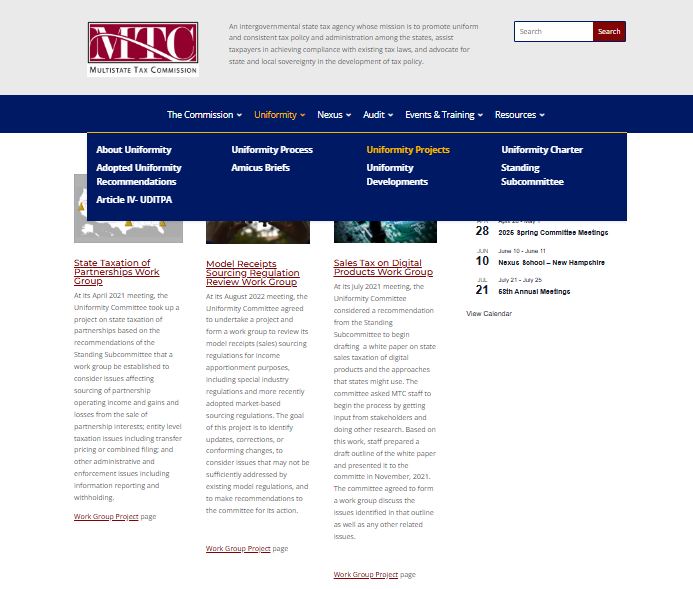 MTC
MULTISTATE TAX COMMISSION
An intergovernmental state tax agency whose mission is to promote uniform
and consistent tax policy and administration among the states, assist
taxpayers in achieving compliance with existing tax laws, and advocate for
state and local sovereignty in the development of tax policy.
Search
Search
The Commission
Uniformity
Nexus
Audit
Events & Training
Resources
About Uniformity
Uniformity Process
Uniformity Projects
Uniformity Charter
Adopted Uniformity
Recommendations
Amicus Briefs
Uniformity
Developments
Standing
Subcommittee
Article IV- UDITPA
State Taxation of
Partnerships Work
Group
At its April 2021 meeting, the
Uniformity Committee took up a
project on state taxation of
partnerships based on the
recommendations of the
Standing Subcommittee that a
work group be established to
consider issues affecting
sourcing of partnership
operating income and gains and
losses from the sale of
partnership interests; entity level
taxation issues including transfer
pricing or combined filing; and
other administrative and
enforcement issues including
information reporting and
withholding.
Work Group Project page
Model Receipts
Sourcing Regulation
Review Work Group
At its August 2022 meeting, the
Uniformity Committee agreed
to undertake a project and
form a work group to review its
model receipts (sales) sourcing
regulations for income
apportionment purposes,
including special industry
regulations and more recently
adopted market-based
sourcing regulations. The goal
of this project is to identify
updates, corrections, or
conforming changes, to
consider issues that may not be
sufficiently addressed by
existing model regulations, and
to make recommendations to
the committee for its action.
Work Group Project page
Sales Tax on Digital
Products Work Group
At its July 2021 meeting, the
Uniformity Committee
considered a recommendation
from the Standing
Subcommittee to begin
drafting a white paper on state
sales taxation of digital
products and the approaches
that states might use. The
committee asked MTC staff to
begin the process by getting
input from stakeholders and
doing other research. Based on
this work, staff prepared a
draft outline of the white paper
and presented it to the
committe in November, 2021.
The committee agreed to form
a work group discuss the
issues identified in that outline
as well as any other related
issues.
Work Group Project page
28
2025 Spring Committee Meetings
JUN
10
June 10 - June 11
Nexus School – New Hampshire
JUL
21
July 21 - July 25
58th Annual Meetings
View Calendar